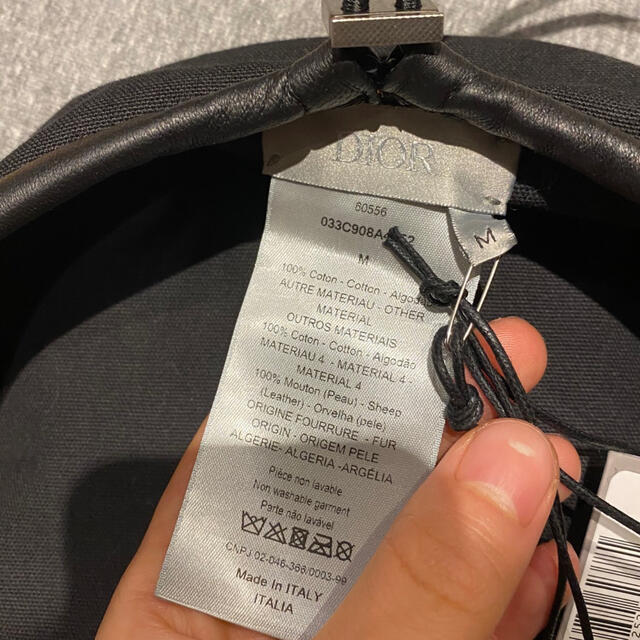 DIOR
60556
M
M
100% Coton - Cotton - Algodão
AUTRE MATERIAU - OTHER
MATERIAL
OUTROS MATERIAIS
100% Coton - Cotton - Algodão
MATERIAU 4 - MATERIAL 4 -
MATERIAL 4
100% Mouton (Peau) - Sheep
(Leather) - Orvelha (pele)
ORIGINE FOURRURE - FUR
ORIGIN - ORIGEM PELE
ALGERIE- ALGERIA -ARGÉLIA
Pièce non lavable
Non washable garment
Parte não lavável
CNPJ 02-046-366/0003-99
Made In ITALY
ITALIA